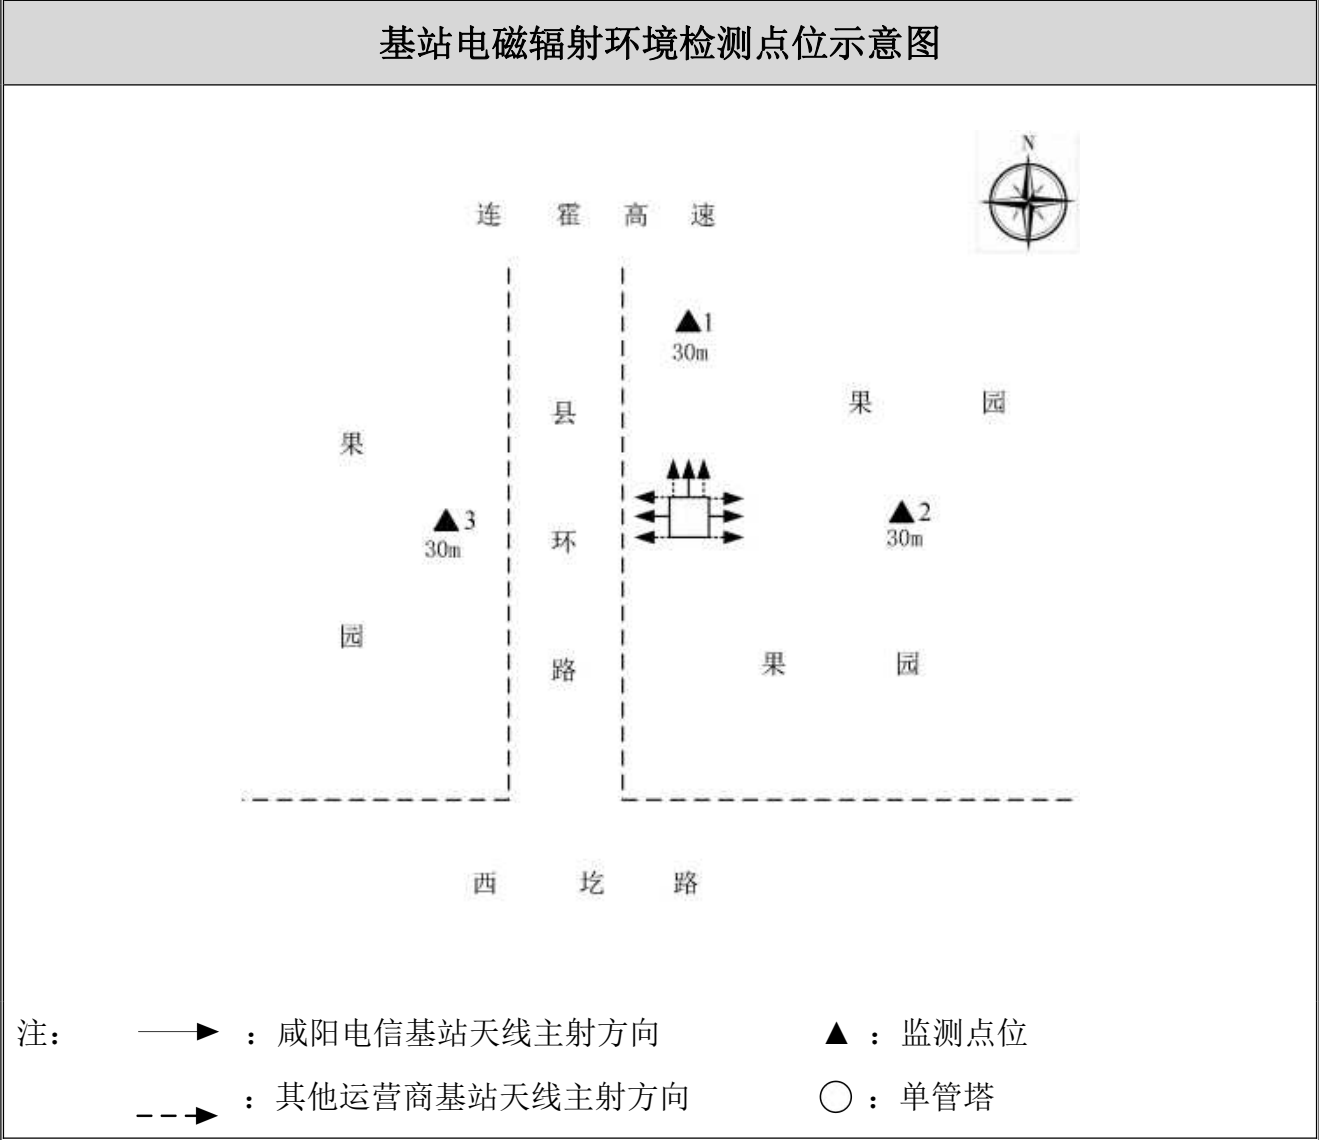 基站电磁辐射环境检测点位示意图
N
连霍高速
1
30m
县环路
果园
果园
3
30m
2
30m
果园
西圪路
注：
：咸阳电信基站天线主射方向
▲：监测点位
：其他运营商基站天线主射方向
○：单管塔